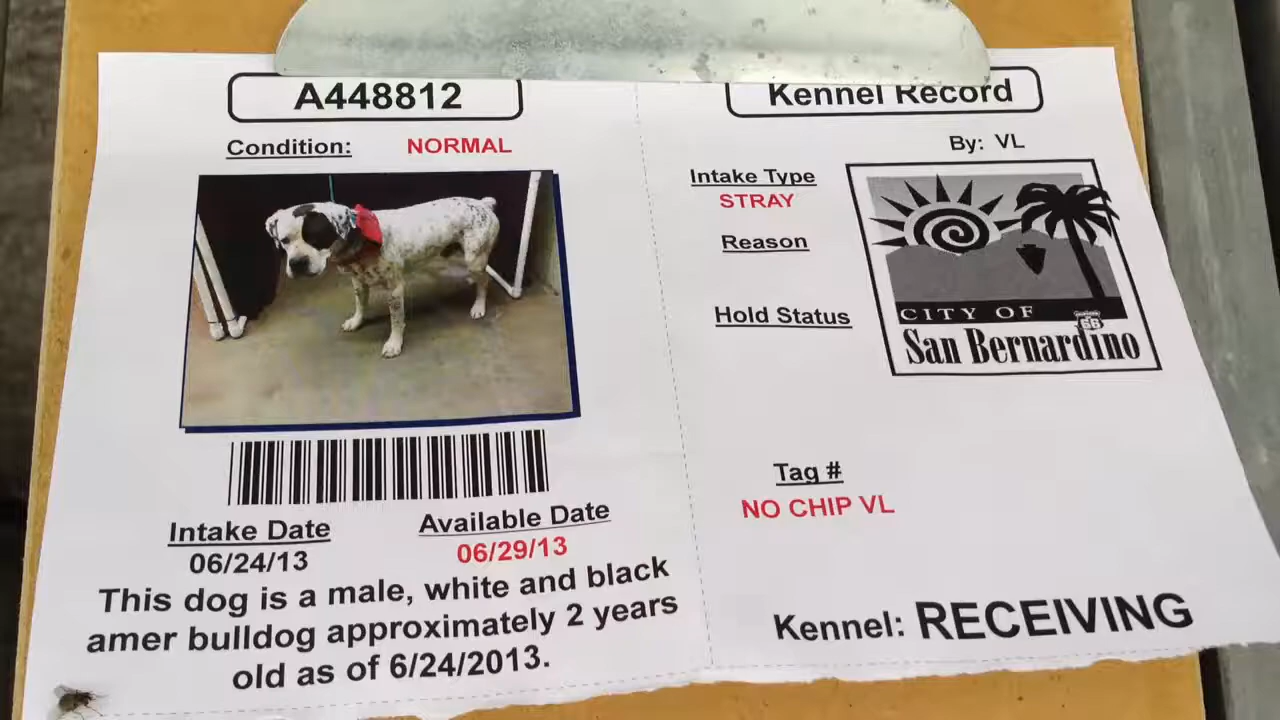 A448812
Condition: NORMAL
Intake Date
06/24/13
Available Date
06/29/13
This dog is a male, white and black
amer bulldog approximately 2 years
old as of 6/24/2013.
Kennel Record
By: VL
Intake Type
STRAY
Reason
Hold Status
CITY OF
66
San Bernardino
Tag #
NO CHIP VL
Kennel: RECEIVING